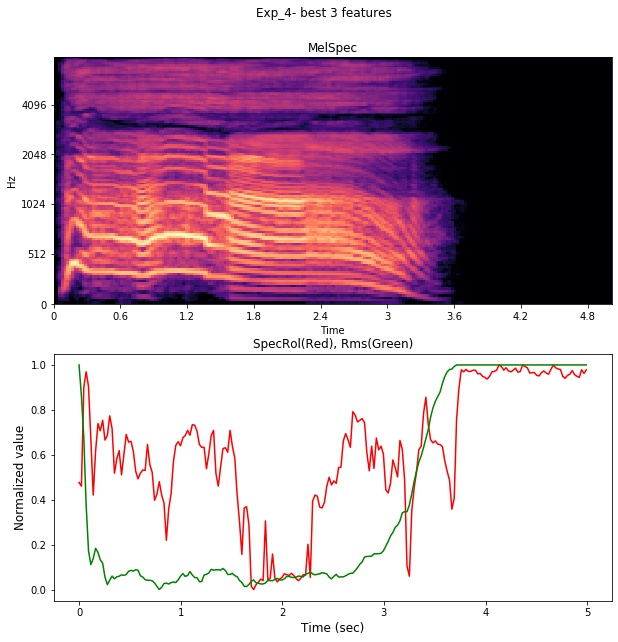 Exp_4- best 3 features
MelSpec
4096
2048
1024
512
0
Hz
0 0.6 1.2 1.8 2.4 3 3.6 4.2 4.8
Time
SpecRol(Red), Rms(Green)
1.0
0.8
0.6
0.4
0.2
0.0
Normalized value
0 1 2 3 4 5
Time (sec)